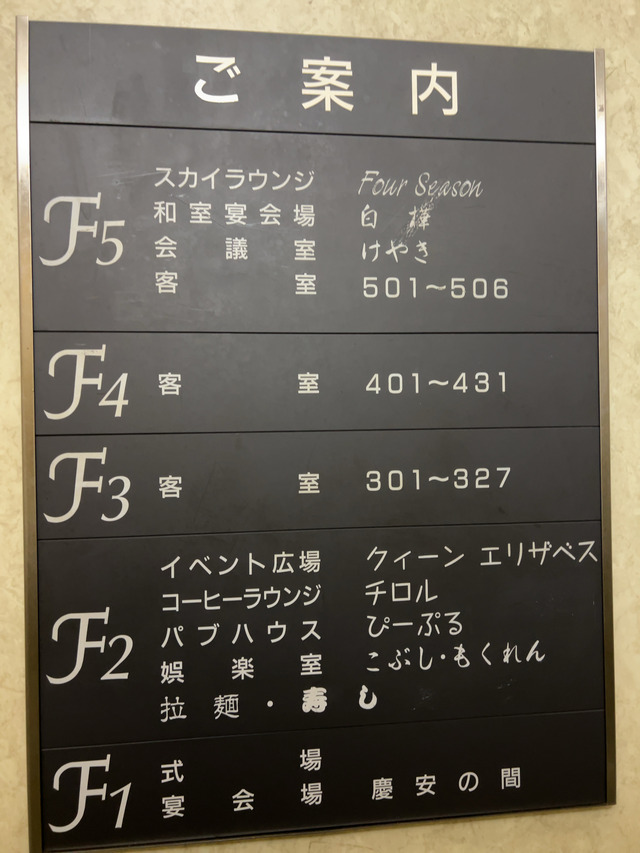 ご案内
F5
スカイラウンジ Four Season
和室宴会場 白樺
会議室 けやき
客室 501～506
F4 客室 401～431
F3 客室 301～327
F2
イベント広場 クィーン エリザベス
コーヒーラウンジ チロル
パブハウス ぴーぷる
娯楽室 こぶし・もくれん
拉麺・寿し
F1
式場
宴会場 慶安の間